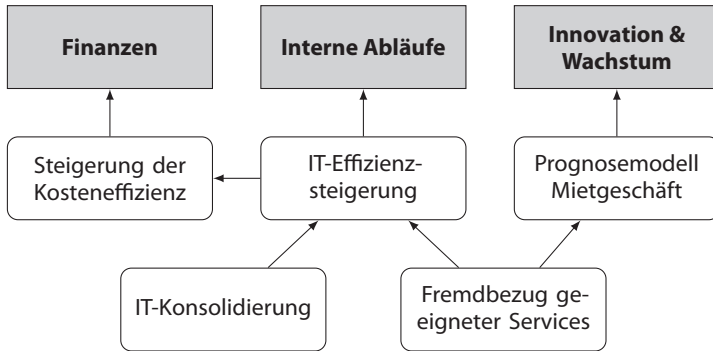 Finanzen
Interne Abläufe
Innovation &
Wachstum
Steigerung der
Kosteneffizienz
IT-Effizienz-
steigerung
Prognosemodell
Mietgeschäft
IT-Konsolidierung
Fremdbezug ge-
eigneter Services